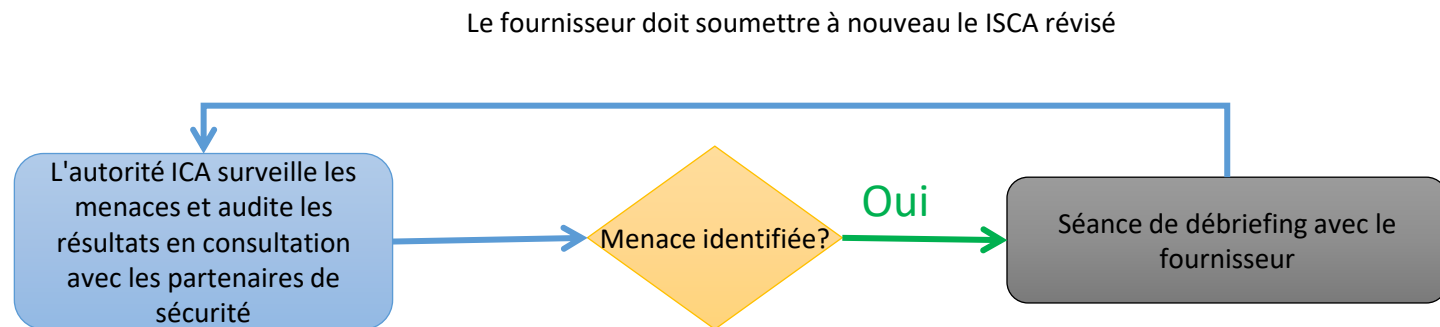 Le fournisseur doit soumettre à nouveau le ISCA révisé
L'autorité ICA surveille les
menaces et audite les
résultats en consultation
avec les partenaires de
sécurité
Menace identifiée?
Oui
Séance de débriefing avec le
fournisseur